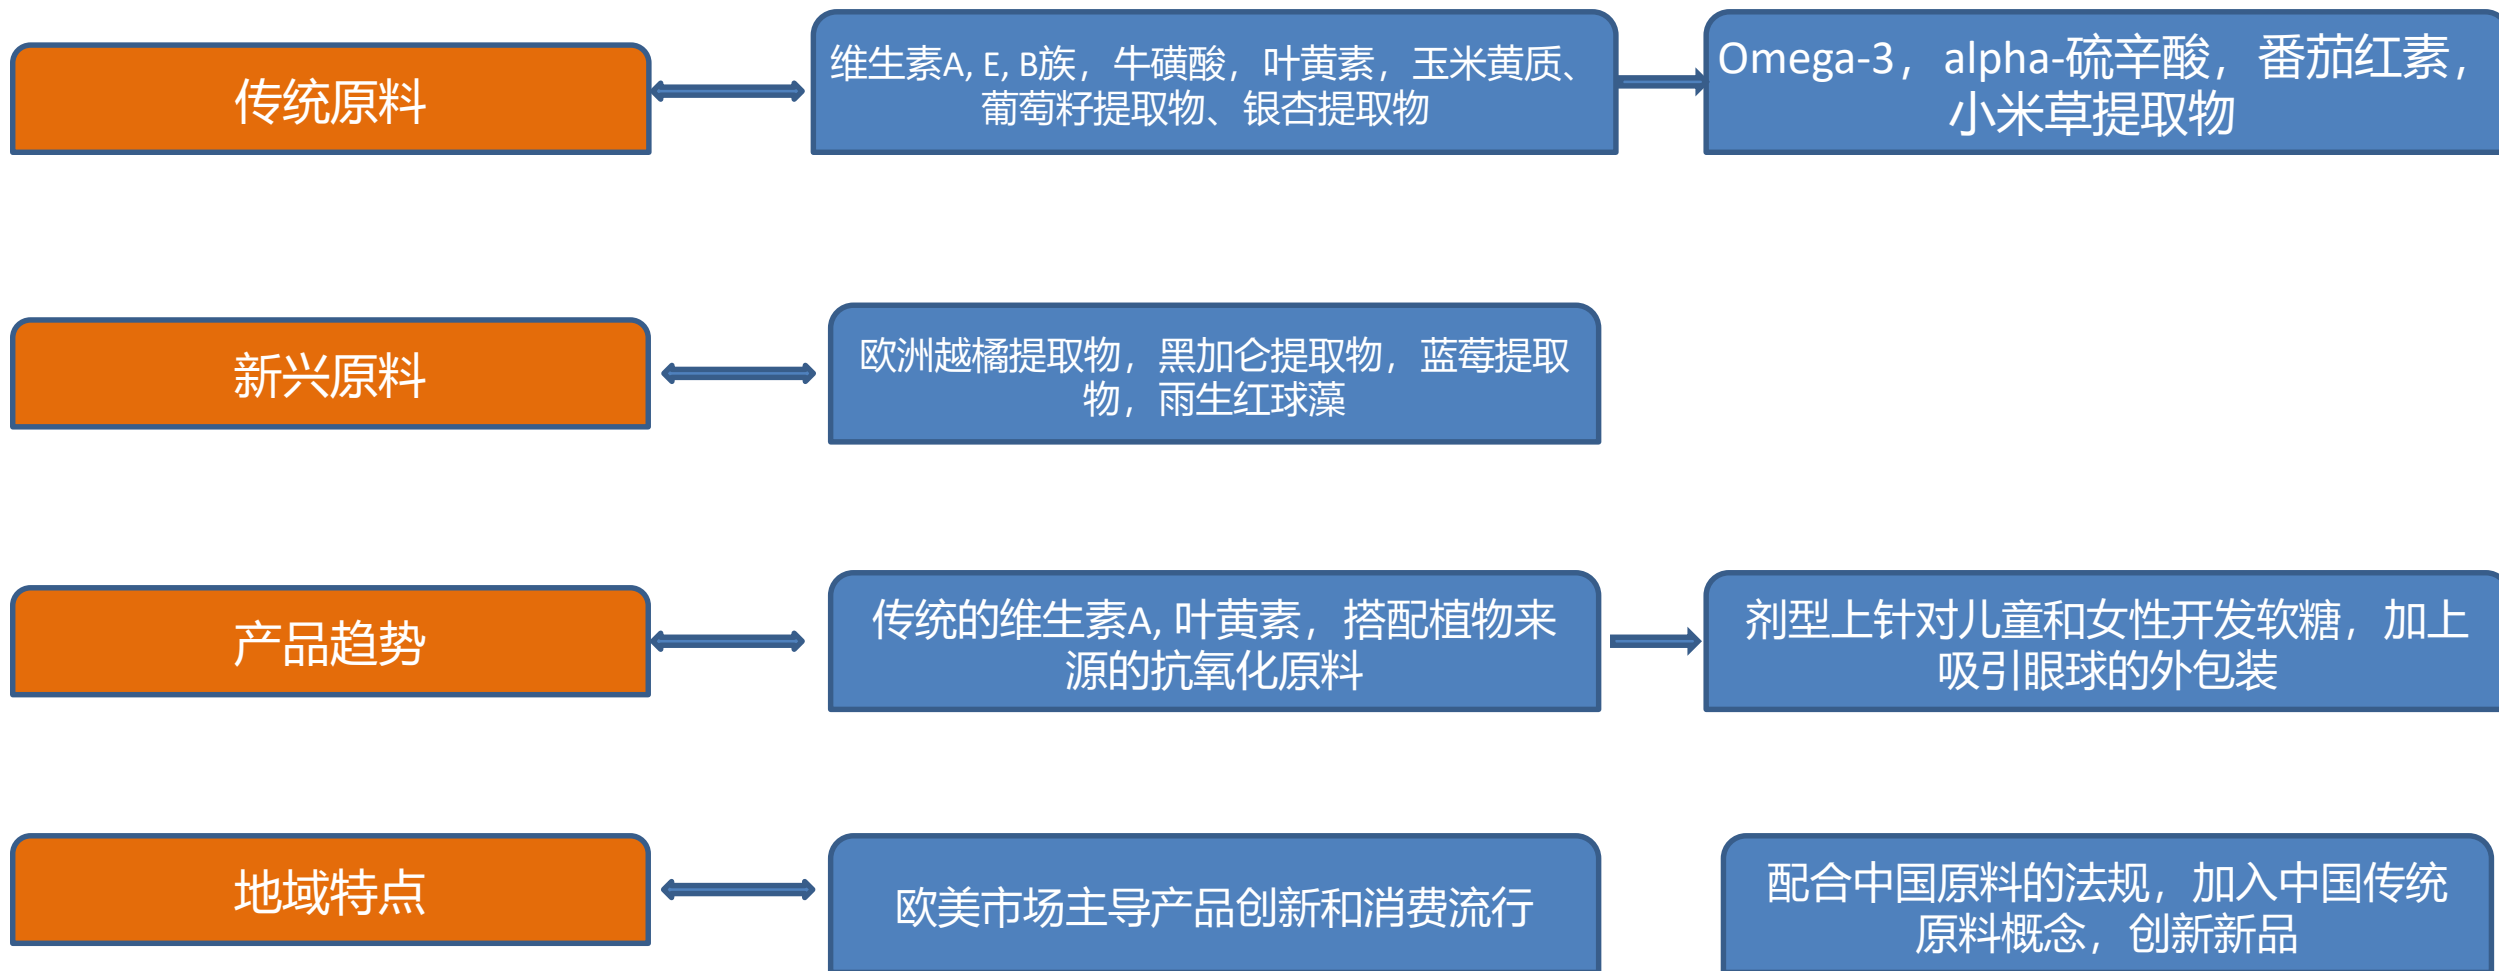 传统原料
维生素A, E, B族, 牛磺酸, 叶黄素, 玉米黄质、
葡萄籽提取物、银杏提取物
Omega-3, alpha-硫辛酸, 番茄红素,
小米草提取物
新兴原料
欧洲越橘提取物, 黑加仑提取物, 蓝莓提取
物, 雨生红球藻
产品趋势
传统的维生素A, 叶黄素, 搭配植物来
源的抗氧化原料
剂型上针对儿童和女性开发软糖, 加上
吸引眼球的外包装
地域特点
欧美市场主导产品创新和消费流行
配合中国原料的法规, 加入中国传统
原料概念, 创新新品